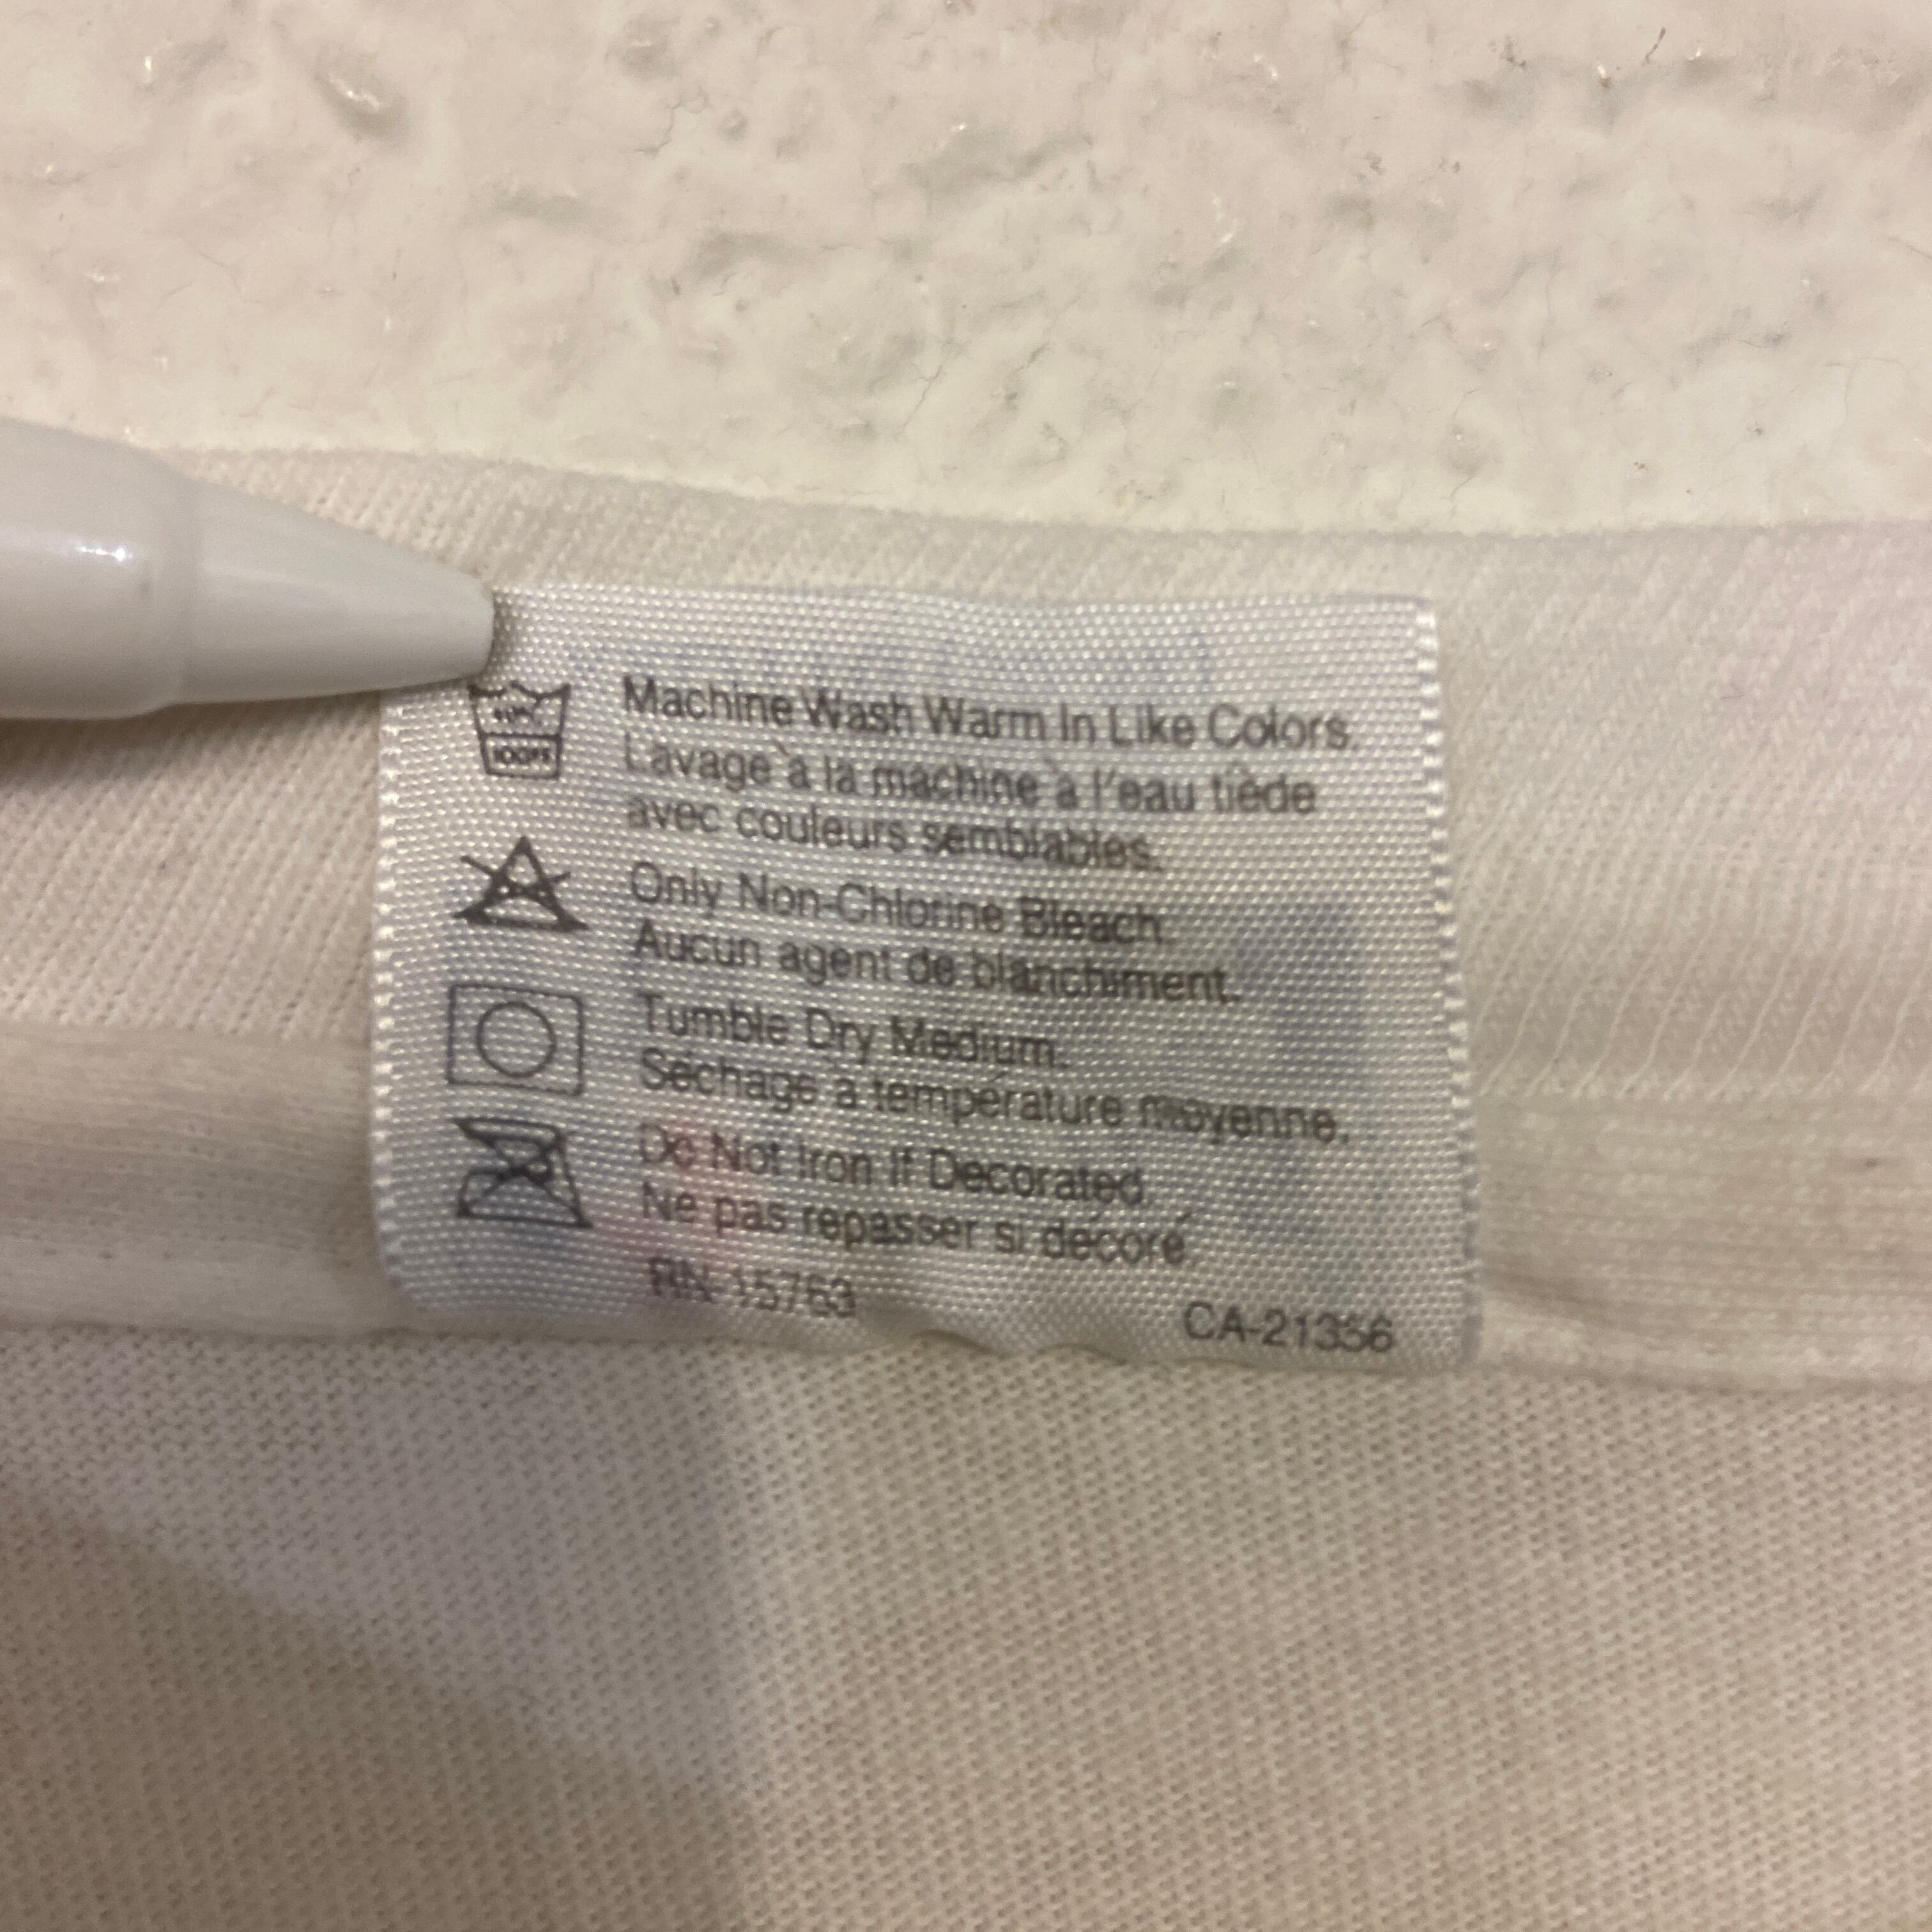 Machine Wash Warm In Like Colors.
Lavage à la machine à l'eau tiède
avec couleurs semblables.
Only Non-Chlorine Bleach.
Aucun agent de blanchiment.
Tumble Dry Medium.
Séchage à température moyenne.
Do Not Iron If Decorated.
Ne pas repasser si décoré.
RN 15763
CA-21356